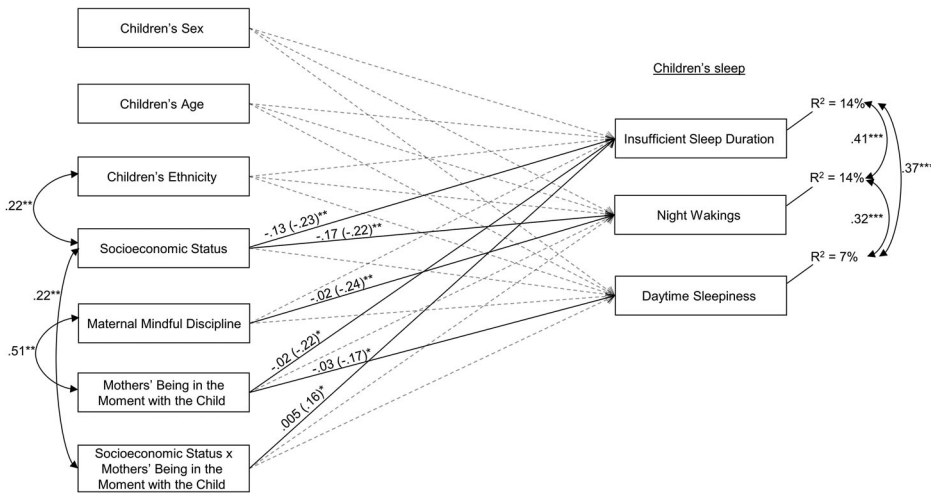 Children's Sex
Children's Age
Children's Ethnicity
Socioeconomic Status
Maternal Mindful Discipline
Mothers' Being in the
Moment with the Child
Socioeconomic Status x
Mothers' Being in the
Moment with the Child
.22**
.22**
.51**
-.13 (-.23)**
-.17 (-.22)**
-.02 (-.24)**
-.02 (-.22)*
-.03 (-.17)*
.005 (.16)*
Children's sleep
Insufficient Sleep Duration
Night Wakings
Daytime Sleepiness
R² = 14%
.41***
.37***
R² = 14%
.32***
R² = 7%